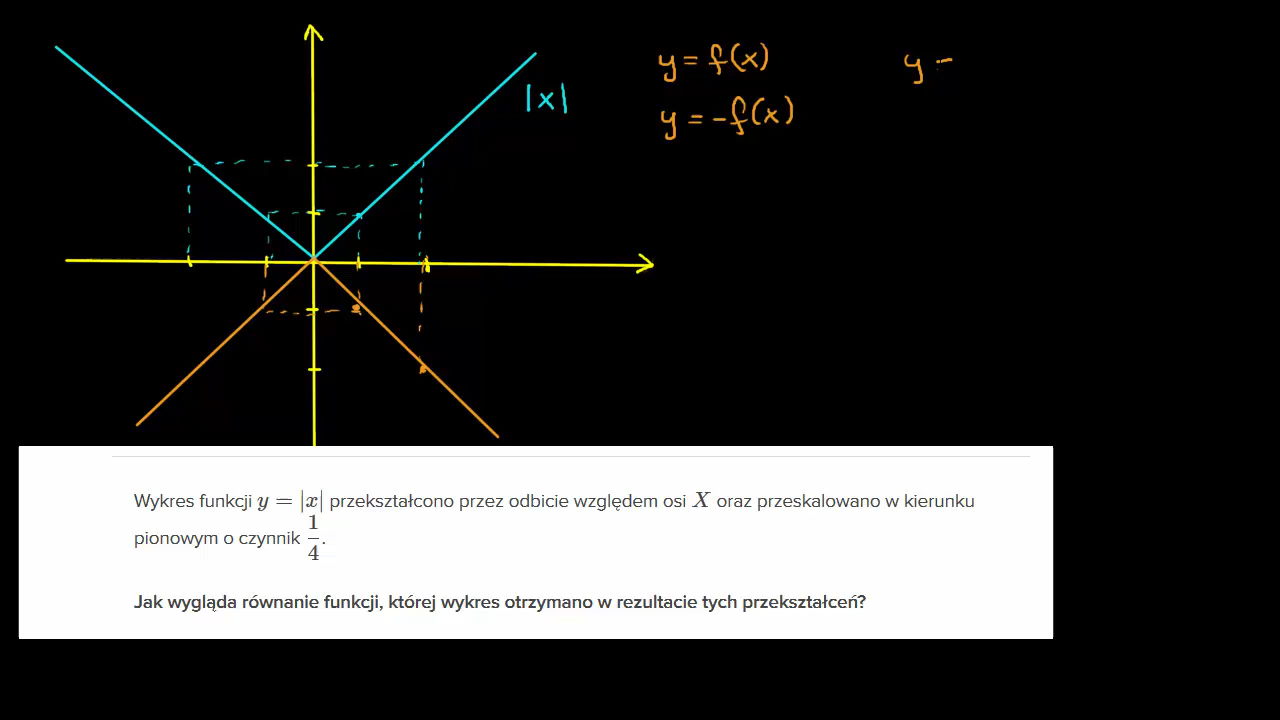 y = f(x)
y =
|x|
y = -f(x)
Wykres funkcji y = |x| przekształcono przez odbicie względem osi X oraz przeskalowano w kierunku
pionowym o czynnik 1/4.
Jak wygląda równanie funkcji, której wykres otrzymano w rezultacie tych przekształceń?